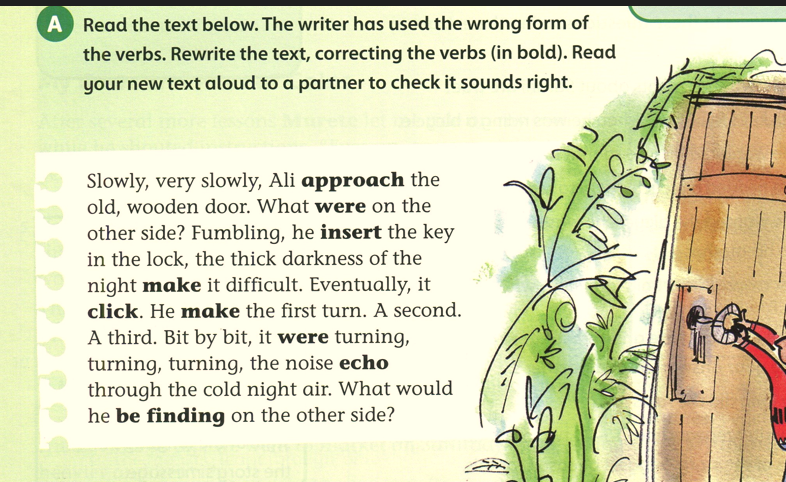 A Read the text below. The writer has used the wrong form of
the verbs. Rewrite the text, correcting the verbs (in bold). Read
your new text aloud to a partner to check it sounds right.
Slowly, very slowly, Ali approach the
old, wooden door. What were on the
other side? Fumbling, he insert the key
in the lock, the thick darkness of the
night make it difficult. Eventually, it
click. He make the first turn. A second.
A third. Bit by bit, it were turning,
turning, turning, the noise echo
through the cold night air. What would
he be finding on the other side?